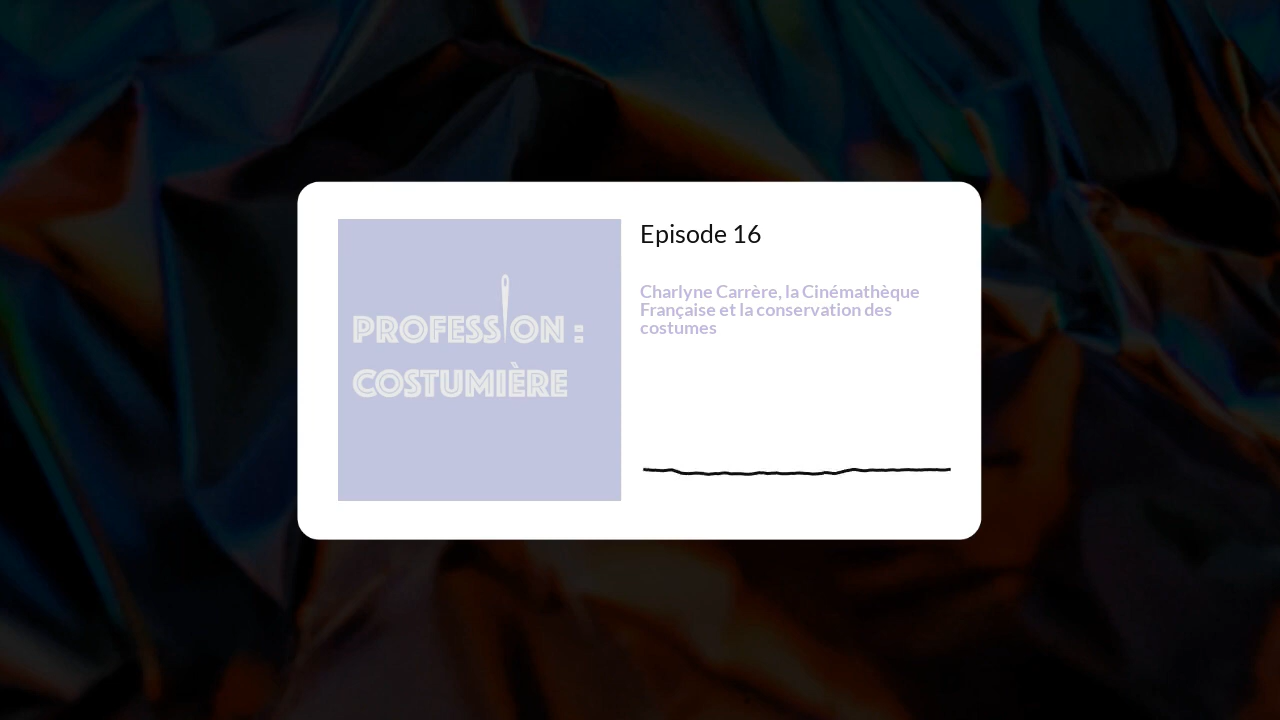 PROFESSION :
COSTUMIÈRE
Episode 16
Charlyne Carrère, la Cinémathèque
Française et la conservation des
costumes